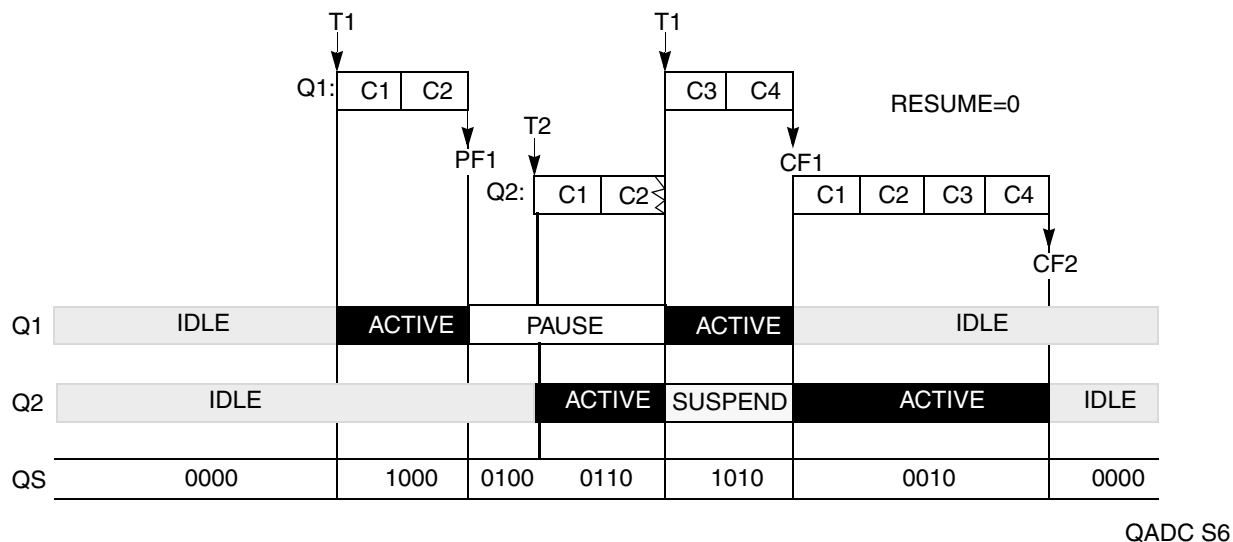 T1 T1
Q1: C1 C2 C3 C4 RESUME=0
T2
PF1 CF1
Q2: C1 C2 C1 C2 C3 C4
CF2
Q1 IDLE ACTIVE PAUSE ACTIVE IDLE
Q2 IDLE ACTIVE SUSPEND ACTIVE IDLE
QS 0000 1000 0100 0110 1010 0010 0000
QADC S6